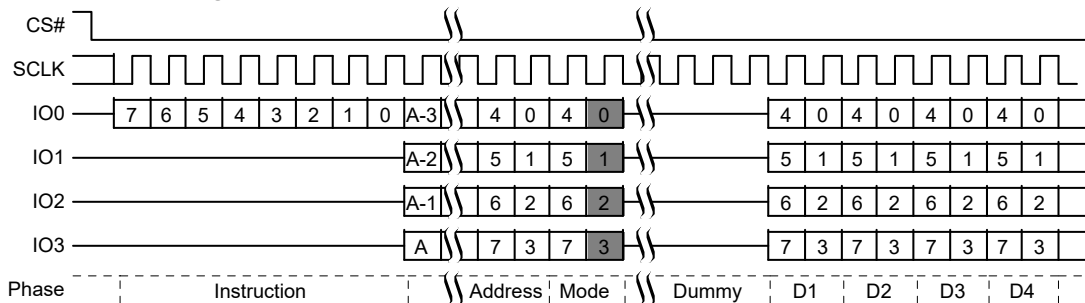 CS#
SCLK
IO0 7 6 5 4 3 2 1 0 A-3 4 0 4 0 4 0 4 0 4 0 4 0
IO1 A-2 5 1 5 1 5 1 5 1 5 1 5 1
IO2 A-1 6 2 6 2 6 2 6 2 6 2 6 2
IO3 A 7 3 7 3 7 3 7 3 7 3 7 3
Phase Instruction Address Mode Dummy D1 D2 D3 D4